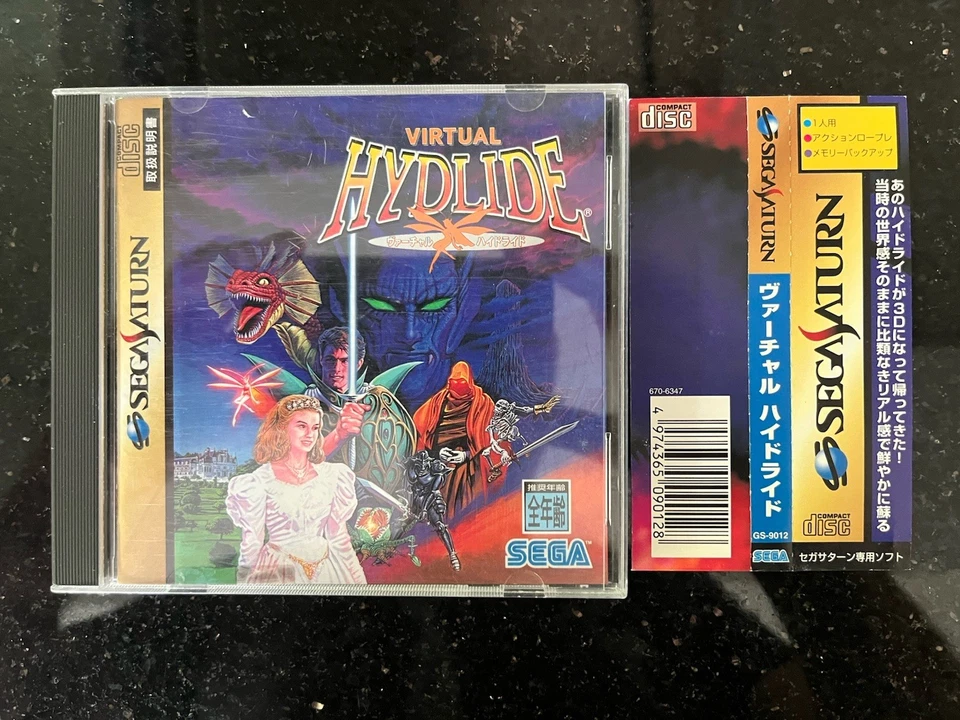 COMPACT
disc
取扱説明書
SEGA SATURN
VIRTUAL
HYDLIDE®
ヴァーチャル ハイドライド
推奨年齢
全年齢
SEGA™
COMPACT
disc
670-6347
4 974365 090128
SEGA SATURN
ヴァーチャル ハイドライド
GS-9012
SEGA
1人用
アクションロープレ
メモリーバックアップ
SEGA SATURN
COMPACT
disc
あのハイドライドが3Dになって帰ってきた!
当時の世界感そのままに比類なきリアル感で鮮やかに蘇る
セガサターン専用ソフト